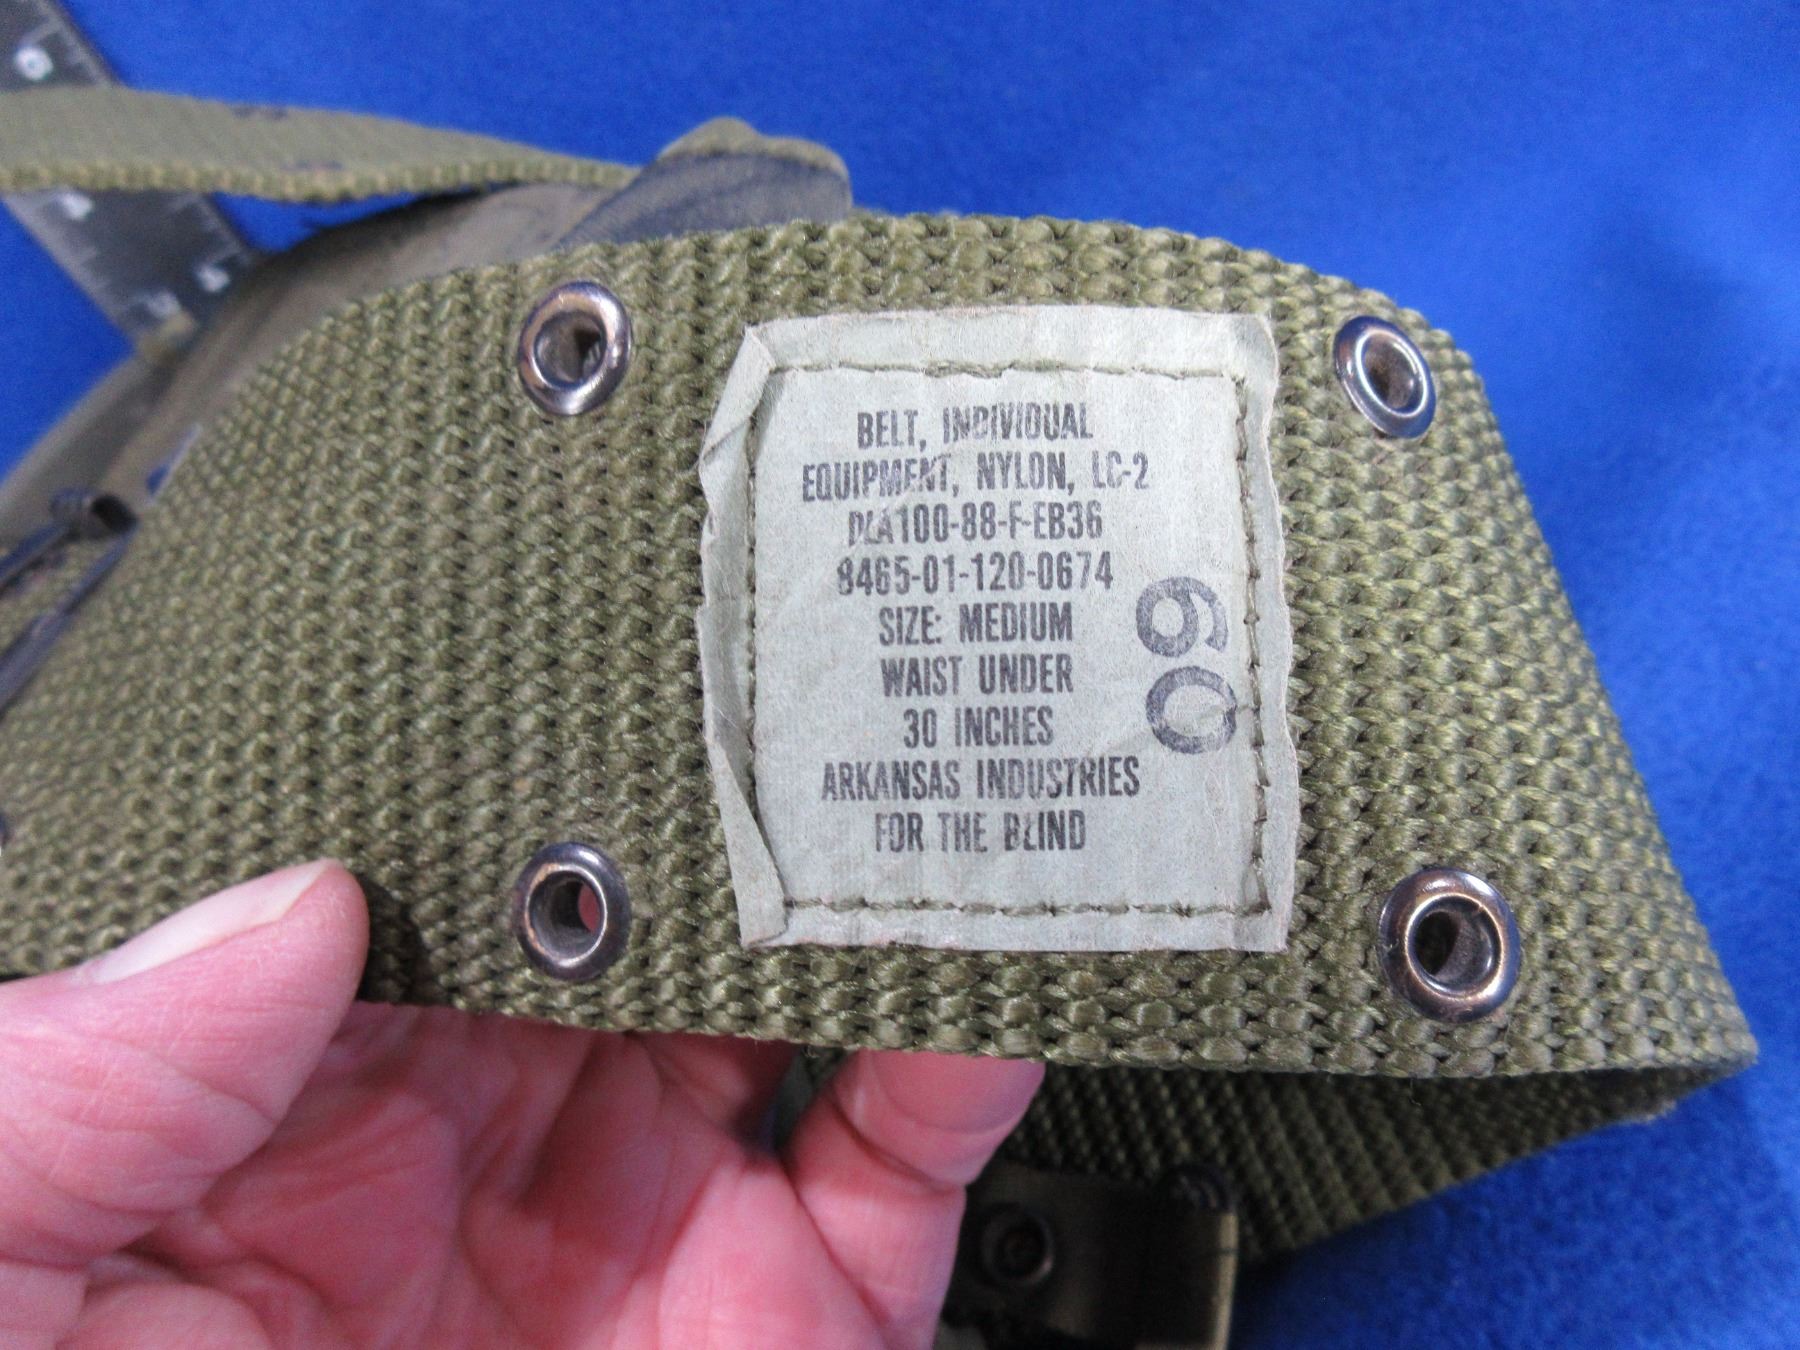 BELT, INDIVIDUAL
EQUIPMENT, NYLON, LC-2
DLA100-88-F-EB36
8465-01-120-0674
SIZE: MEDIUM
WAIST UNDER
30 INCHES
ARKANSAS INDUSTRIES
FOR THE BLIND
60